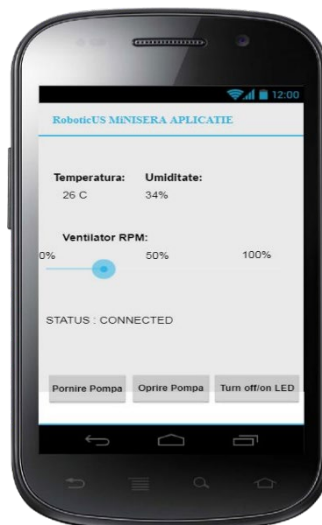 12:00
RoboticUS MiNISERA APLICATIE
Temperatura: Umiditate:
26 C 34%
Ventilator RPM:
0% 50% 100%
STATUS : CONNECTED
Pornire Pompa Oprire Pompa Turn off/on LED